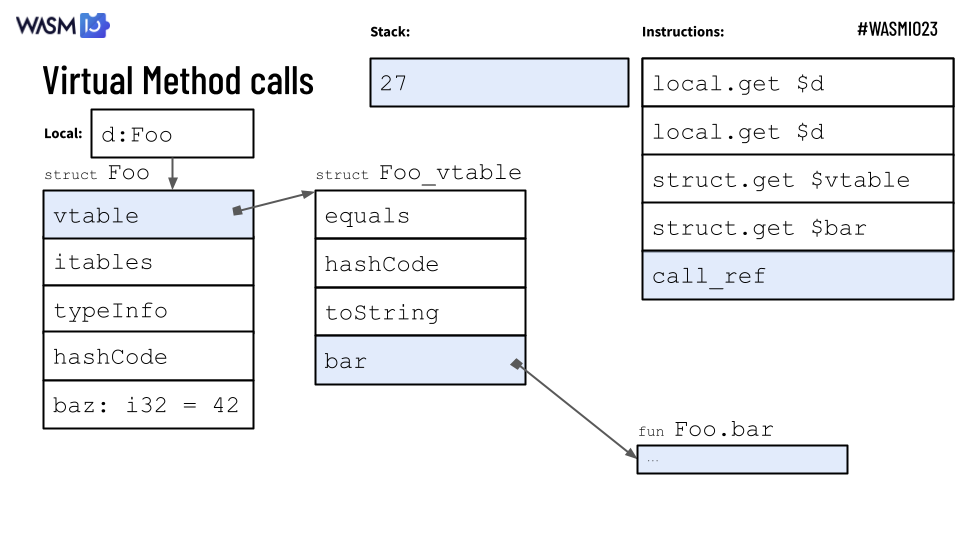 WASM IO
#WASMIO23
Virtual Method calls
Stack:
27
Instructions:
local.get $d
local.get $d
struct.get $vtable
struct.get $bar
call_ref
Local:
d:Foo
struct Foo
vtable
itables
typeInfo
hashCode
baz: i32 = 42
struct Foo_vtable
equals
hashCode
toString
bar
fun Foo.bar
...